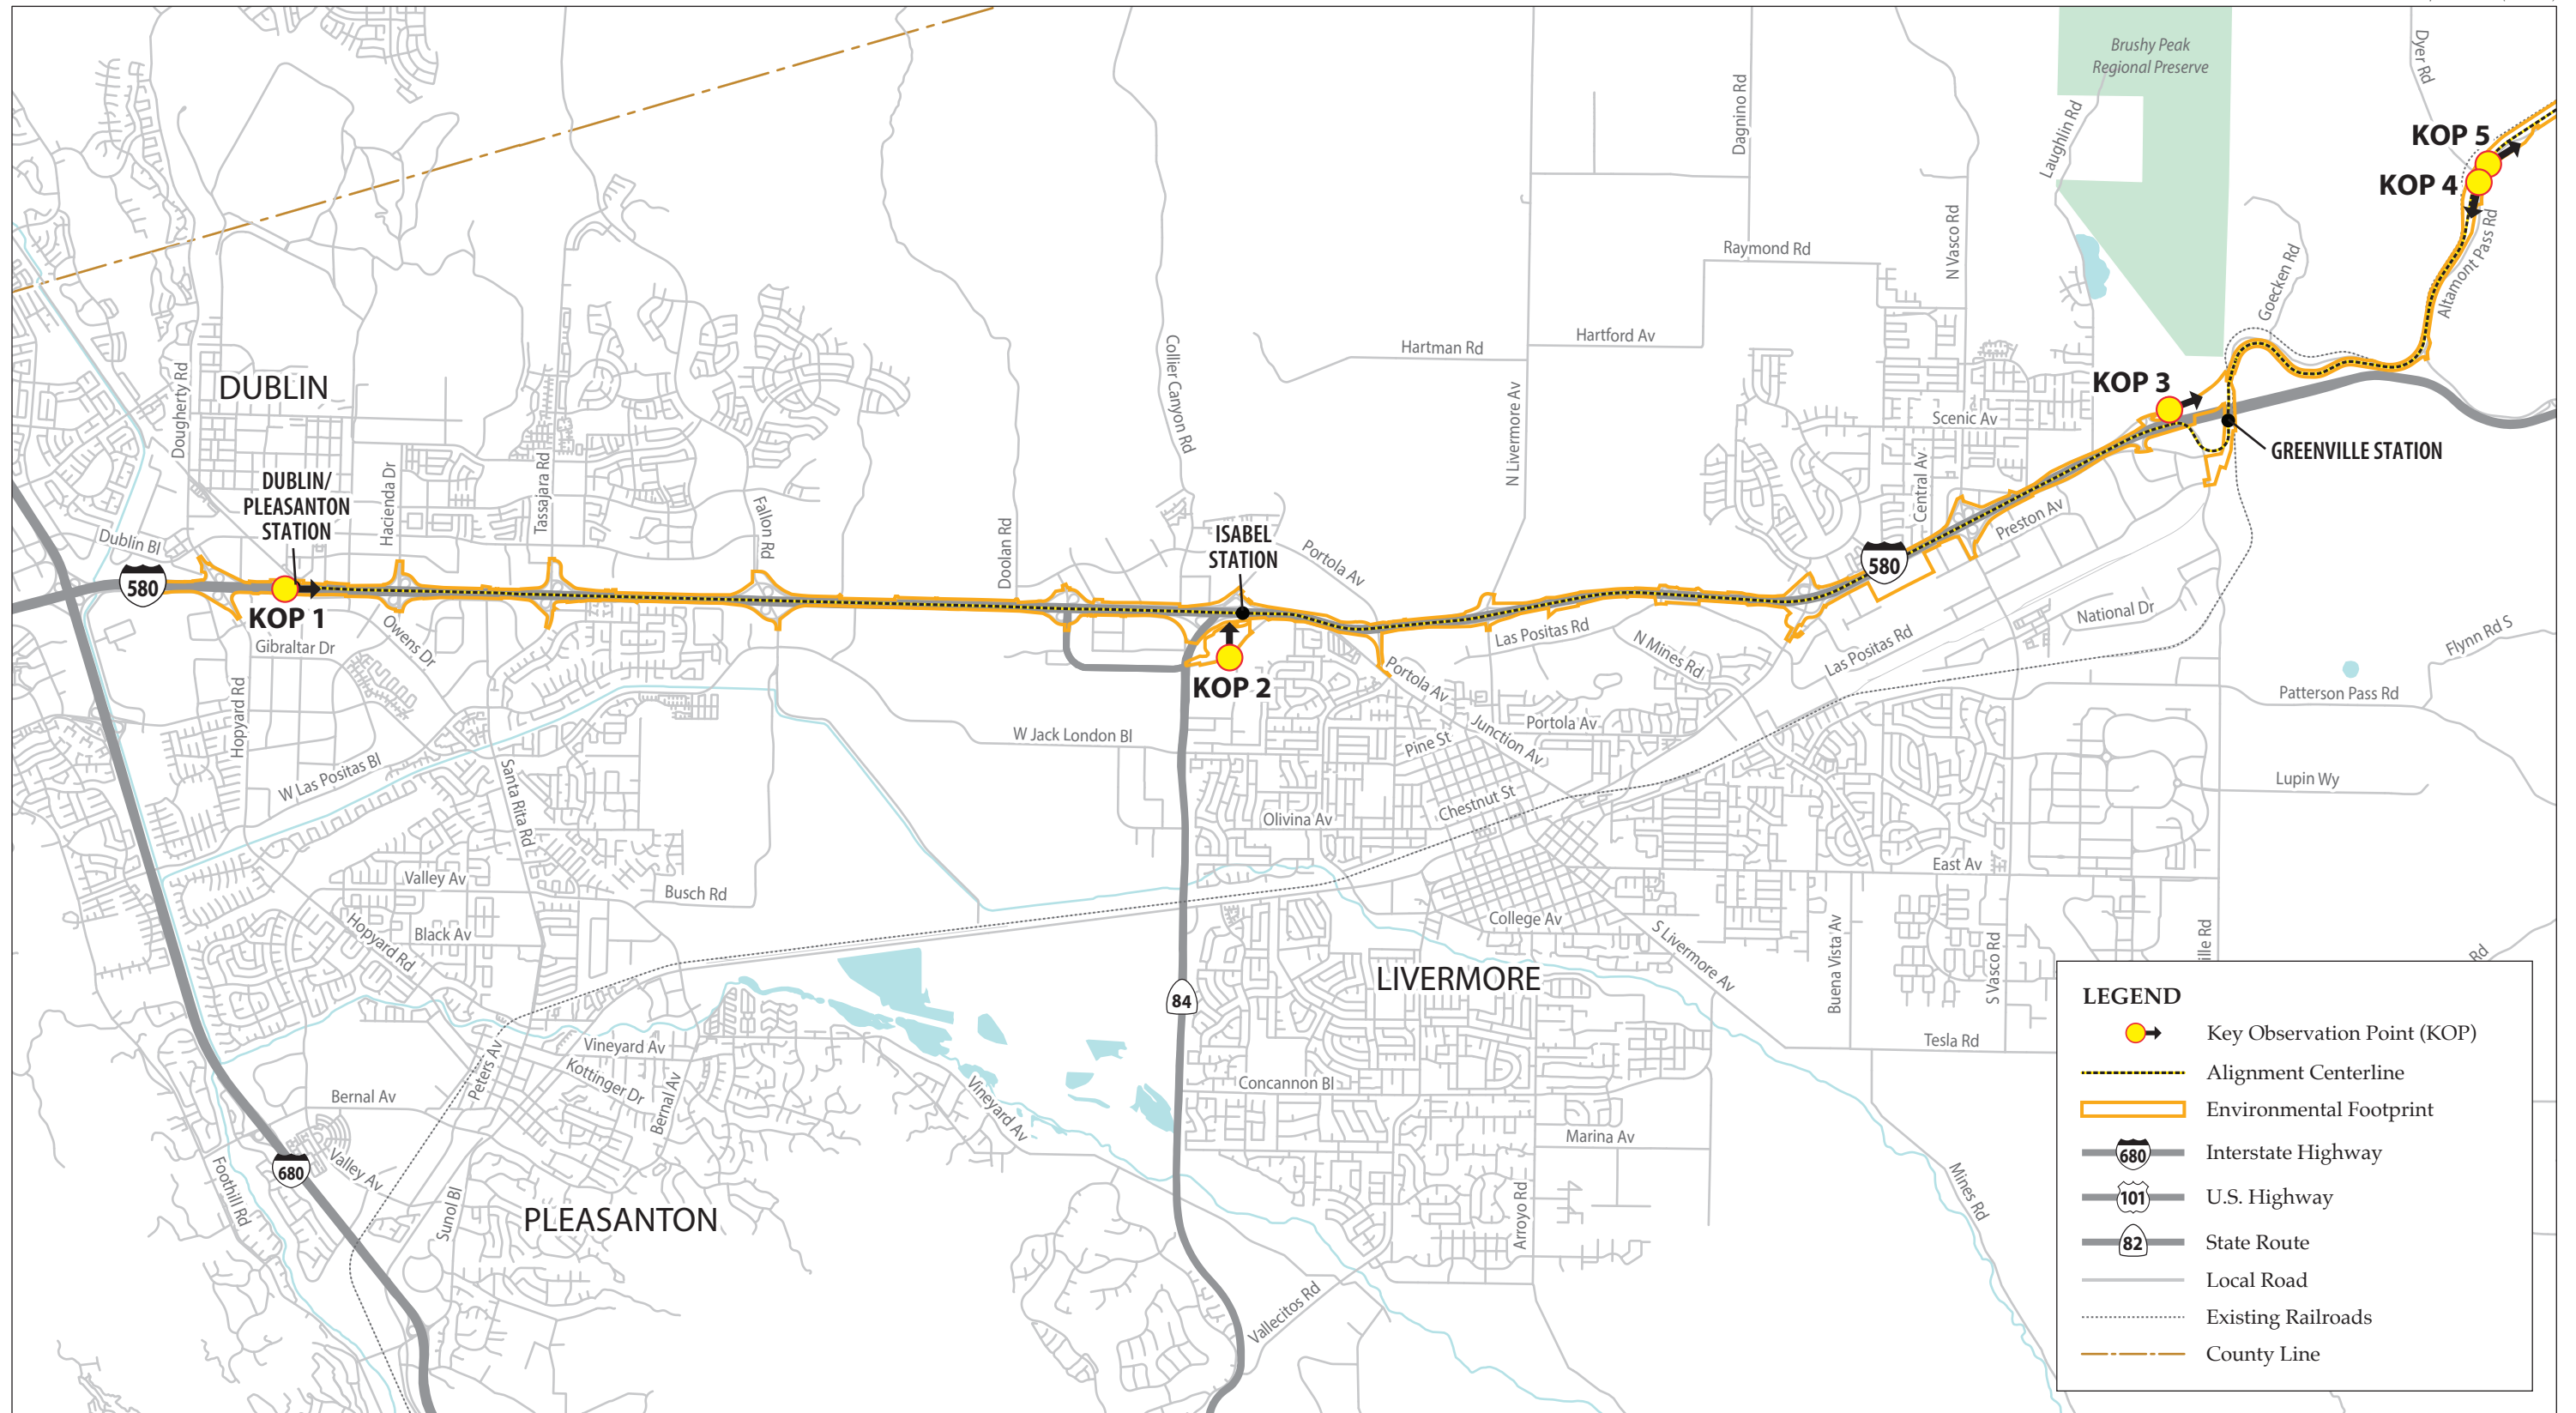 Brushy Peak
Regional Preserve
Dyer Rd
Dagnino Rd
Laughlin Rd
KOP 5
KOP 4
N Vasco Rd
Raymond Rd
Goecken Rd
Altamont Pass Rd
Collier Canyon Rd
Hartman Rd
Hartford Av
N Livermore Av
Dougherty Rd
DUBLIN
KOP 3
Scenic Av
GREENVILLE STATION
DUBLIN/
PLEASANTON
STATION
Hacienda Dr
Tassajara Rd
Fallon Rd
Doolan Rd
ISABEL
STATION
Portola Av
Central Av
Preston Av
Dublin Bl
580
580
KOP 1
Gibraltar Dr
Owens Dr
KOP 2
Las Positas Rd
N Mines Rd
Las Positas Rd
National Dr
Flynn Rd S
Patterson Pass Rd
Portola Av
Portola Av
Junction Av
Pine St
Hopyard Rd
W Las Positas Bl
Santa Rita Rd
W Jack London Bl
Chestnut St
Olivina Av
Lupin Wy
East Av
Valley Av
Busch Rd
Hopyard Rd
Black Av
College Av
S Livermore Av
Buena Vista Av
S Vasco Rd
ille Rd
Rd
LIVERMORE
84
Tesla Rd
Vineyard Av
Peters Av
Kottinger Dr
Bernal Av
Bernal Av
Vineyard Av
Concannon Bl
Marina Av
Arroyo Rd
Mines Rd
680
Valley Av
Foothill Rd
Sunol Bl
PLEASANTON
Vallecitos Rd
LEGEND
Key Observation Point (KOP)
Alignment Centerline
Environmental Footprint
680 Interstate Highway
101 U.S. Highway
82 State Route
Local Road
Existing Railroads
County Line